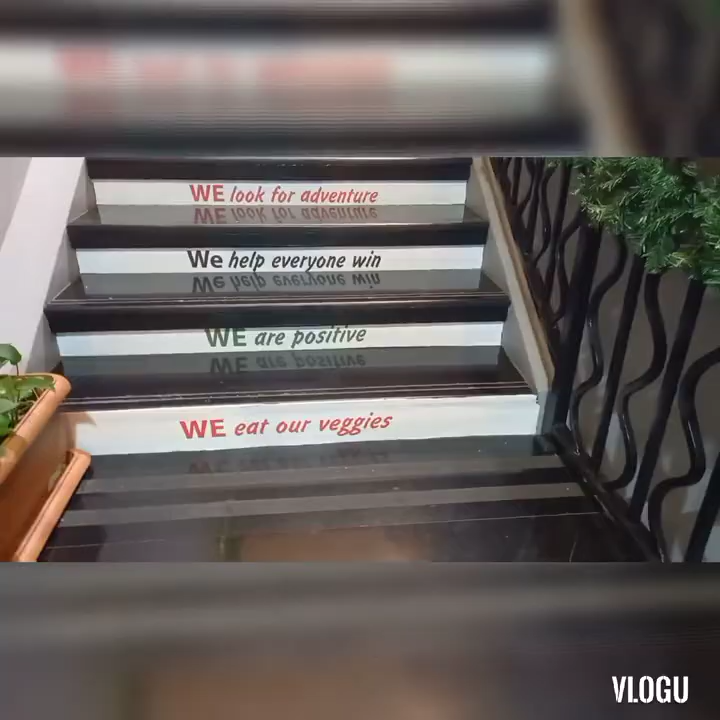 WE look for adventure
We help everyone win
WE are positive
WE eat our veggies
VLOGU